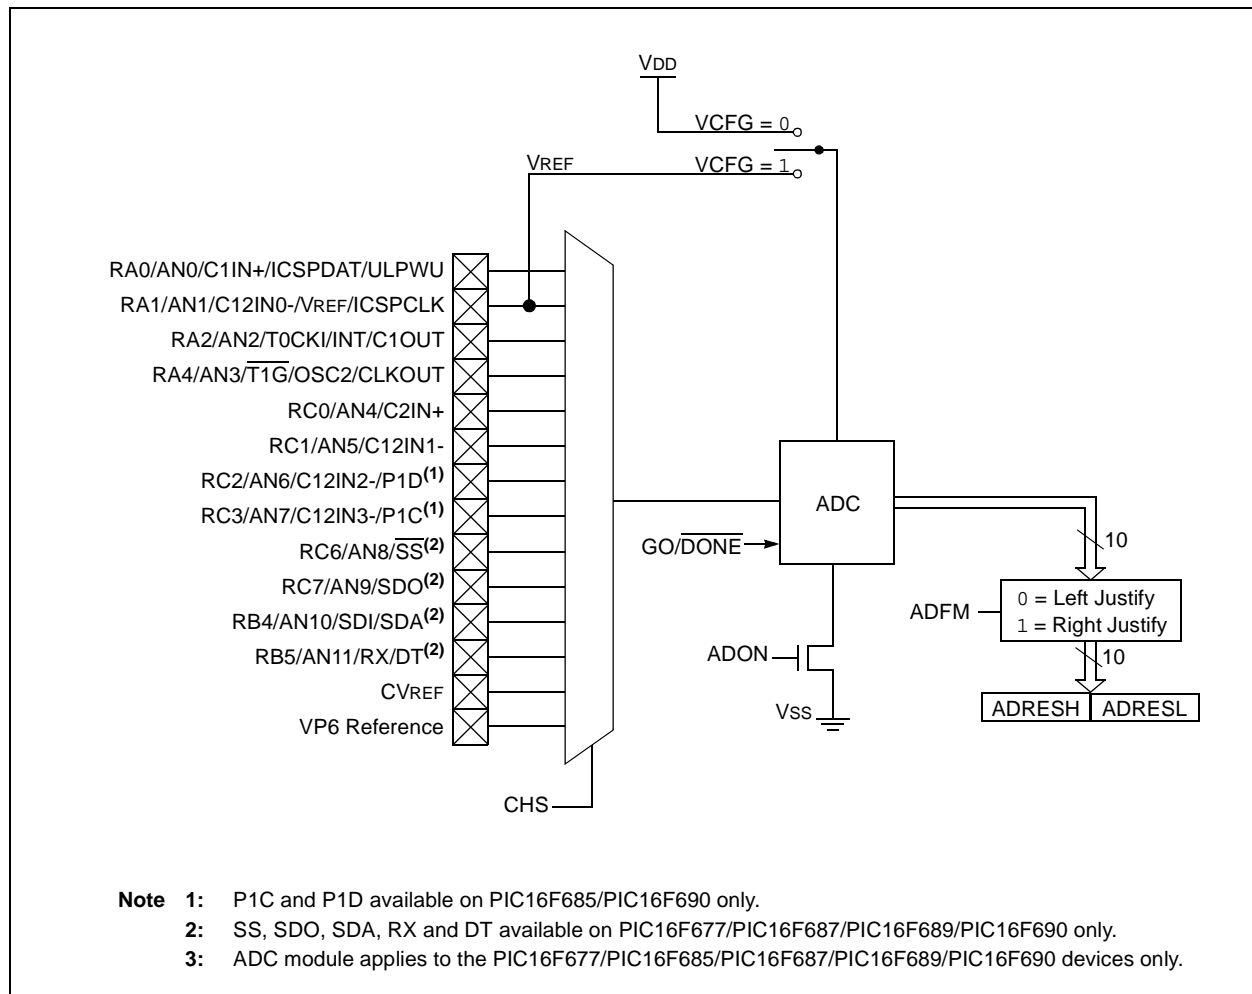 VDD
VCFG = 0
VREF
VCFG = 1
RA0/AN0/C1IN+/ICSPDAT/ULPWU
RA1/AN1/C12IN0-/VREF/ICSPCLK
RA2/AN2/T0CKI/INT/C1OUT
RA4/AN3/T1G/OSC2/CLKOUT
RC0/AN4/C2IN+
RC1/AN5/C12IN1-
RC2/AN6/C12IN2-/P1D(1)
RC3/AN7/C12IN3-/P1C(1)
RC6/AN8/SS(2)
RC7/AN9/SDO(2)
RB4/AN10/SDI/SDA(2)
RB5/AN11/RX/DT(2)
CVREF
VP6 Reference
CHS
ADC
GO/DONE
ADON
VSS
10
ADFM
0 = Left Justify
1 = Right Justify
10
ADRESH ADRESL
Note 1: P1C and P1D available on PIC16F685/PIC16F690 only.
2: SS, SDO, SDA, RX and DT available on PIC16F677/PIC16F687/PIC16F689/PIC16F690 only.
3: ADC module applies to the PIC16F677/PIC16F685/PIC16F687/PIC16F689/PIC16F690 devices only.